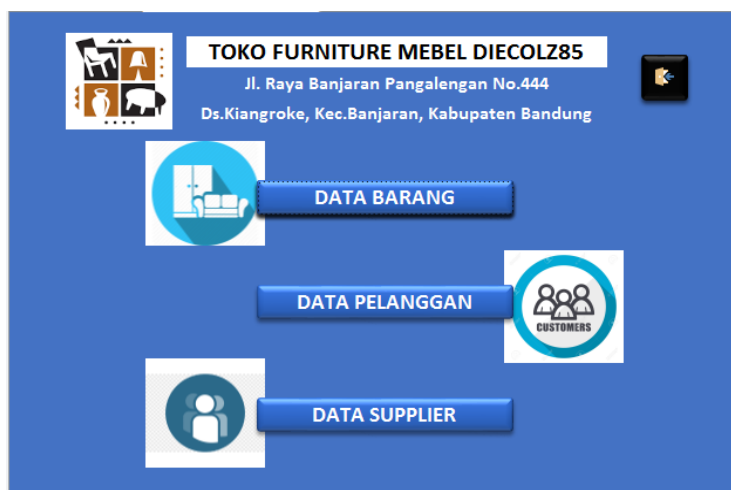 TOKO FURNITURE MEBEL DIECOLZ85
Jl. Raya Banjaran Pangalengan No.444
Ds.Kiangroke, Kec.Banjaran, Kabupaten Bandung
DATA BARANG
DATA PELANGGAN
CUSTOMERS
DATA SUPPLIER